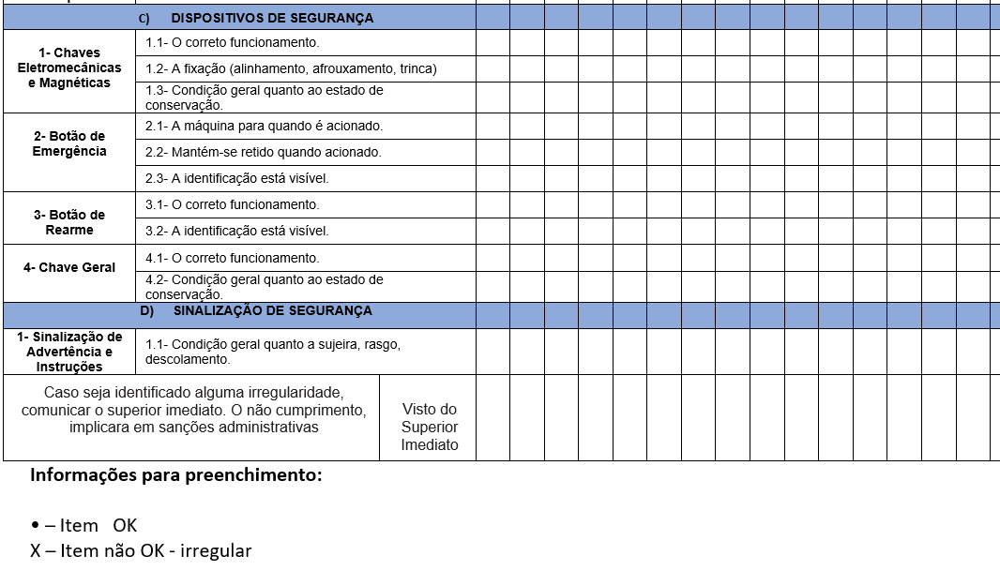 C) DISPOSITIVOS DE SEGURANÇA
1- Chaves
Eletromecânicas
e Magnéticas
1.1- O correto funcionamento.
1.2- A fixação (alinhamento, afrouxamento, trinca)
1.3- Condição geral quanto ao estado de
conservação.
2- Botão de
Emergência
2.1- A máquina para quando é acionado.
2.2- Mantém-se retido quando acionado.
2.3- A identificação está visível.
3- Botão de
Rearme
3.1- O correto funcionamento.
3.2- A identificação está visível.
4- Chave Geral
4.1- O correto funcionamento.
4.2- Condição geral quanto ao estado de
conservação.
D) SINALIZAÇÃO DE SEGURANÇA
1- Sinalização de
Advertência e
Instruções
1.1- Condição geral quanto a sujeira, rasgo,
descolamento.
Caso seja identificado alguma irregularidade,
comunicar o superior imediato. O não cumprimento,
implicara em sanções administrativas
Visto do
Superior
Imediato
Informações para preenchimento:
• – Item OK
X – Item não OK - irregular